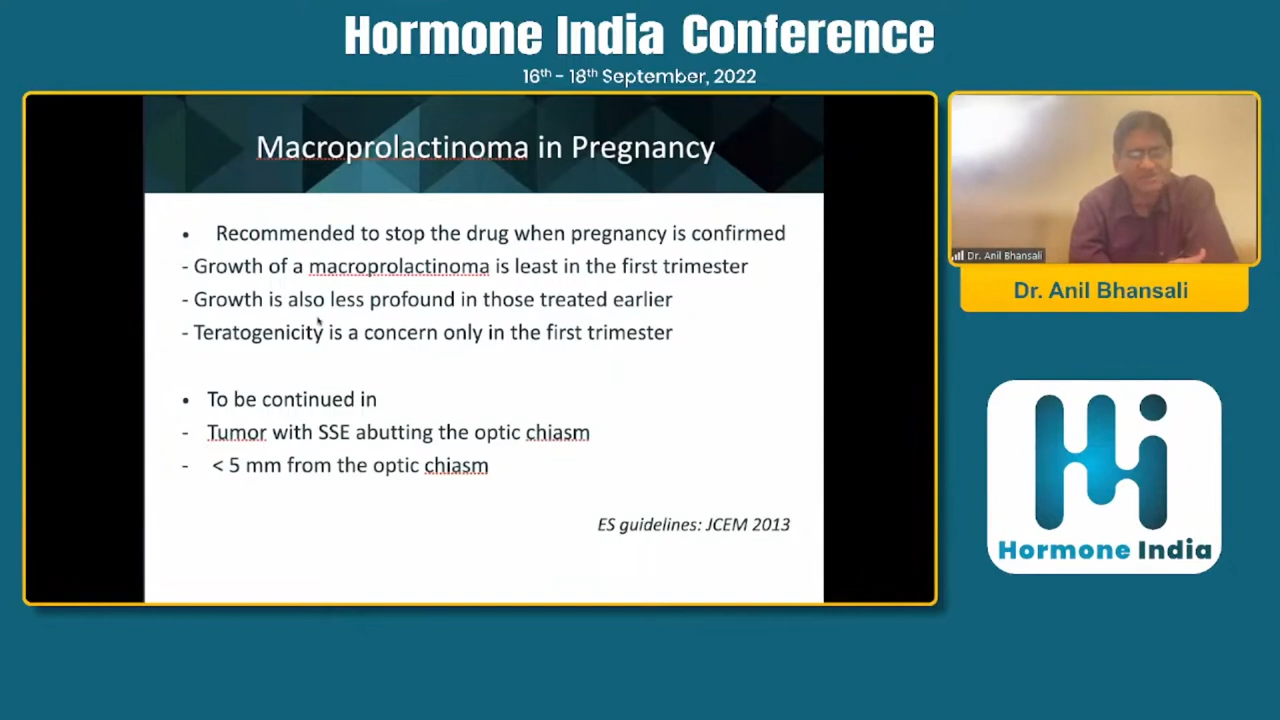 Hormone India Conference
16th - 18th September, 2022
Macroprolactinoma in Pregnancy
• Recommended to stop the drug when pregnancy is confirmed
- Growth of a macroprolactinoma is least in the first trimester
- Growth is also less profound in those treated earlier
- Teratogenicity is a concern only in the first trimester
• To be continued in
- Tumor with SSE abutting the optic chiasm
- < 5 mm from the optic chiasm
ES guidelines: JCEM 2013
Dr. Anil Bhansali
Dr. Anil Bhansali
Hormone India